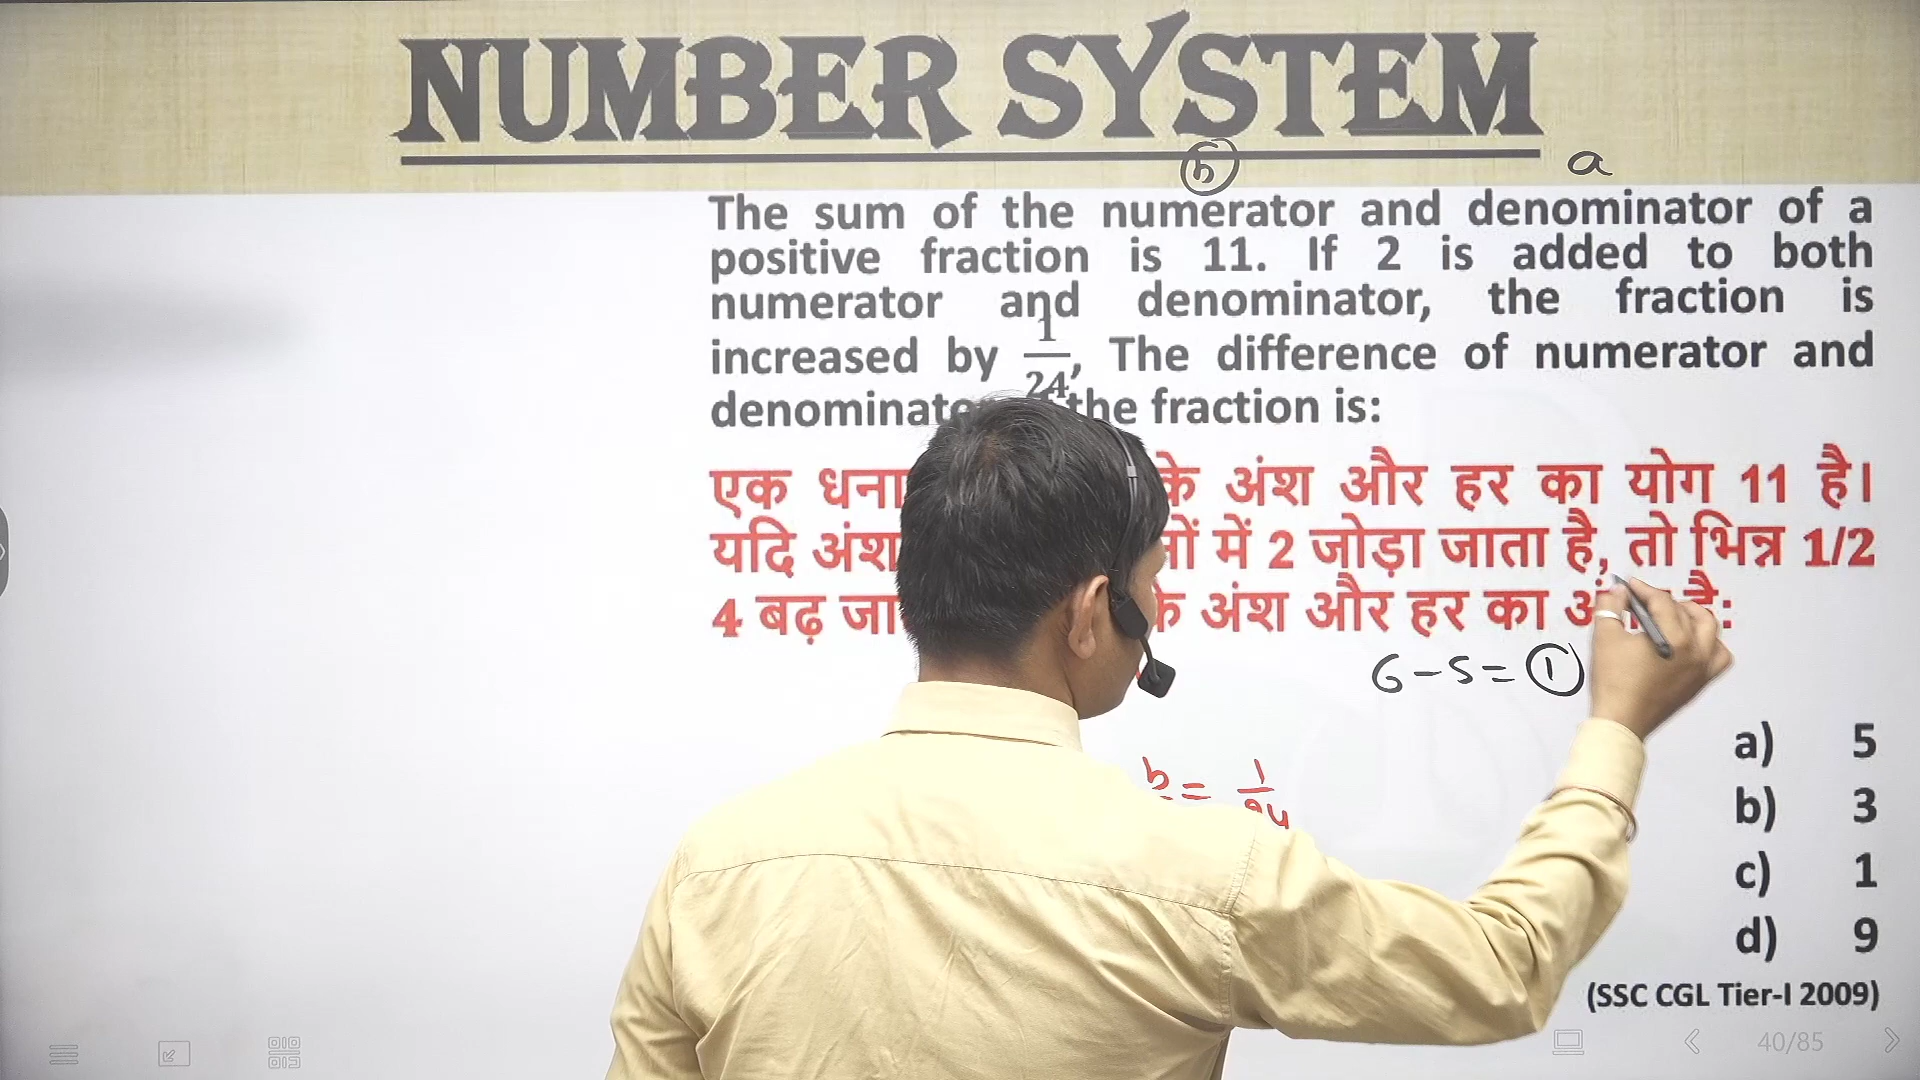 NUMBER SYSTEM
b a
The sum of the numerator and denominator of a
positive fraction is 11. If 2 is added to both
numerator and denominator, the fraction is
increased by 1/24, The difference of numerator and
the fraction is:
एक के अंश और हर का योग 11 है।
यदि में 2 जोड़ा जाता है, तो भिन्न 1/2
4 बढ़ अंश और हर का है:
6-5=1
= 1/24
a) 5
b) 3
c) 1
d) 9
(SSC CGL Tier-I 2009)
40/85